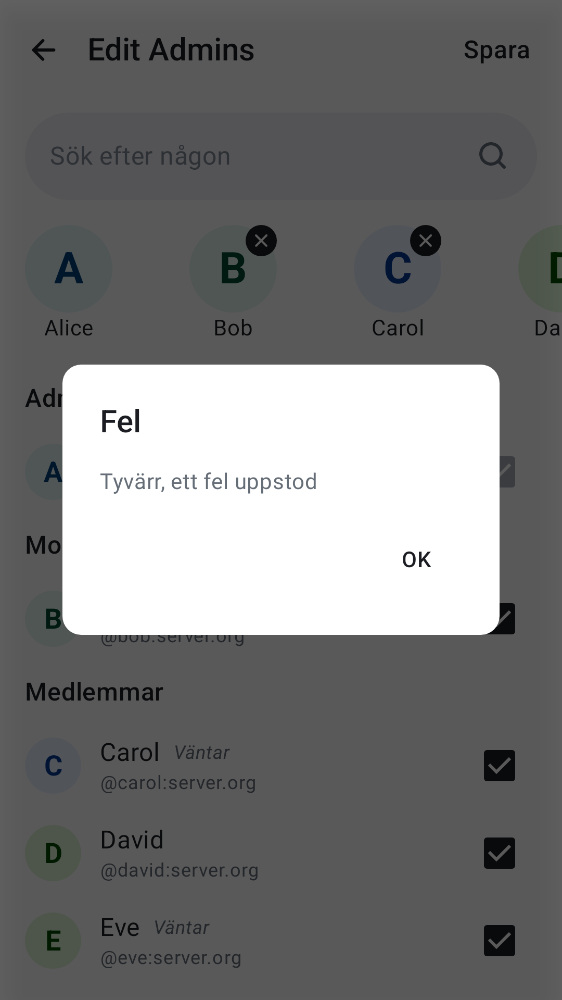 Edit Admins
Spara
Sök efter någon
A
B
C
D
Alice
Bob
Carol
Da
Adr
Fel
A
Tyvärr, ett fel uppstod
Mo
OK
B
@bob:server.org
Medlemmar
C
Carol Väntar
@carol:server.org
D
David
@david:server.org
E
Eve Väntar
@eve:server.org